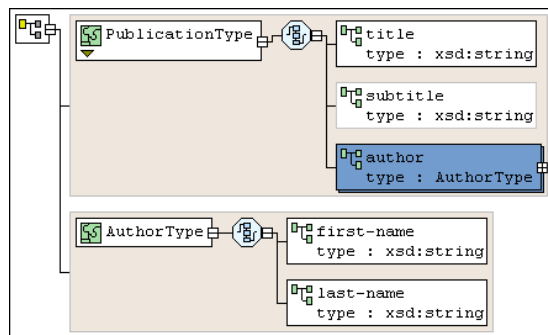 PublicationType
title
type : xsd:string
subtitle
type : xsd:string
author
type : AuthorType
AuthorType
first-name
type : xsd:string
last-name
type : xsd:string